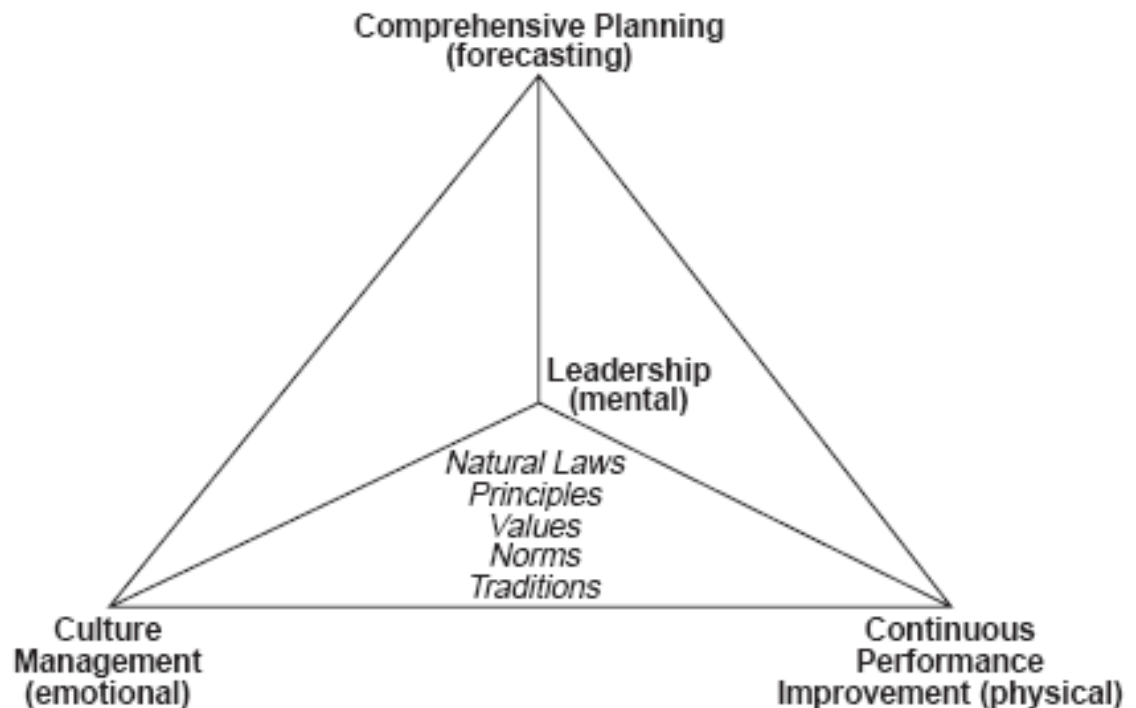 Comprehensive Planning
(forecasting)
Leadership
(mental)
Natural Laws
Principles
Values
Norms
Traditions
Culture
Management
(emotional)
Continuous
Performance
Improvement (physical)